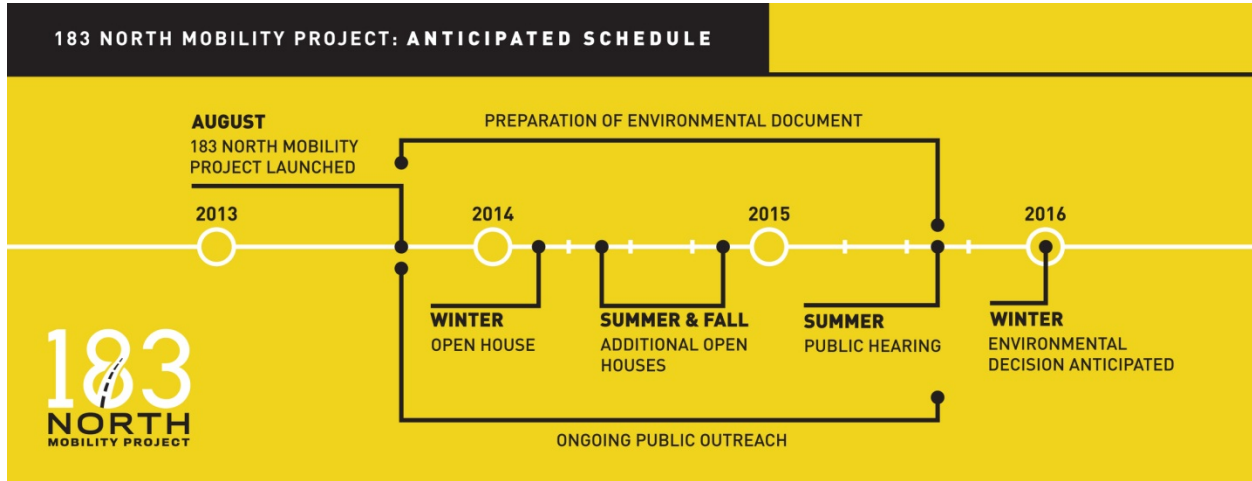 183 NORTH MOBILITY PROJECT: ANTICIPATED SCHEDULE
AUGUST
183 NORTH MOBILITY
PROJECT LAUNCHED
PREPARATION OF ENVIRONMENTAL DOCUMENT
2013
2014
2015
2016
WINTER
OPEN HOUSE
SUMMER & FALL
ADDITIONAL OPEN
HOUSES
SUMMER
PUBLIC HEARING
WINTER
ENVIRONMENTAL
DECISION ANTICIPATED
ONGOING PUBLIC OUTREACH
183
NORTH
MOBILITY PROJECT